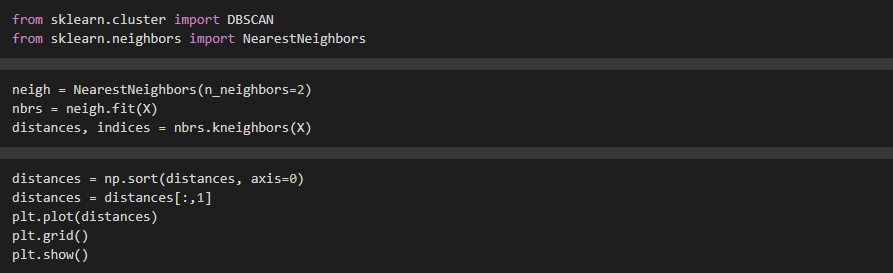 from sklearn.cluster import DBSCAN
from sklearn.neighbors import NearestNeighbors
neigh = NearestNeighbors(n_neighbors=2)
nbrs = neigh.fit(X)
distances, indices = nbrs.kneighbors(X)
distances = np.sort(distances, axis=0)
distances = distances[:,1]
plt.plot(distances)
plt.grid()
plt.show()